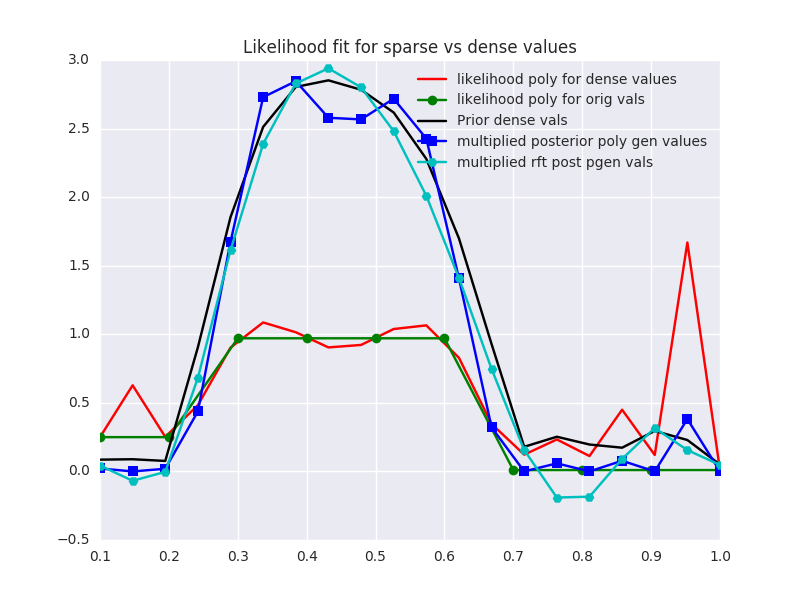 Likelihood fit for sparse vs dense values
3.0
2.5
2.0
1.5
1.0
0.5
0.0
−0.5
likelihood poly for dense values
likelihood poly for orig vals
Prior dense vals
multiplied posterior poly gen values
multiplied rft post pgen vals
0.1 0.2 0.3 0.4 0.5 0.6 0.7 0.8 0.9 1.0